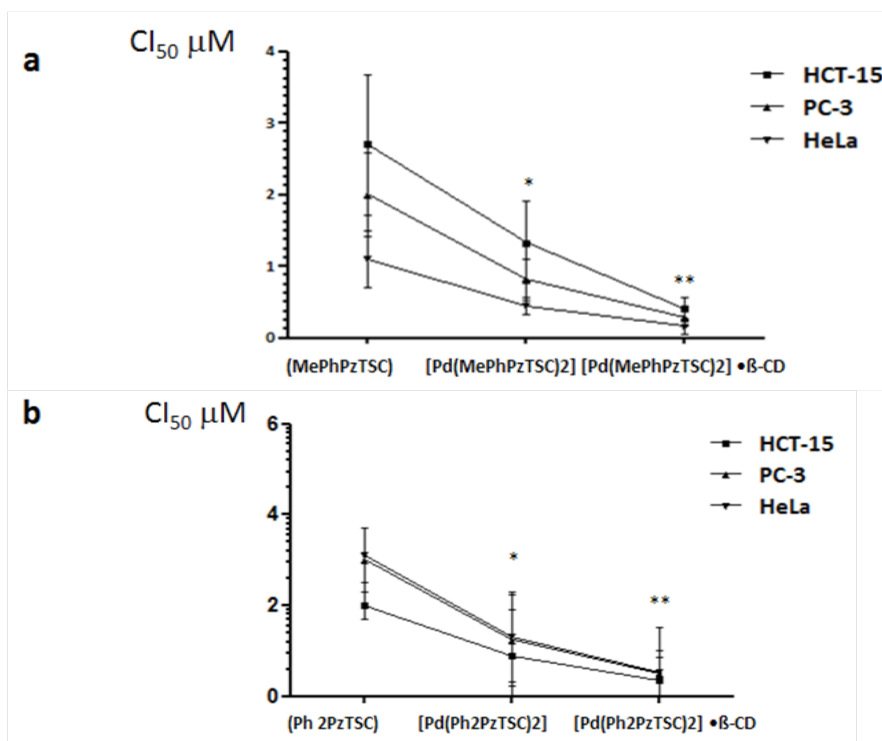 a
CI50 µM
4
3
2
1
0
HCT-15
PC-3
HeLa
*
**
(MePhPzTSC) [Pd(MePhPzTSC)2] [Pd(MePhPzTSC)2] •ß-CD
b
CI50 µM
6
4
2
0
HCT-15
PC-3
HeLa
*
**
(Ph 2PzTSC) [Pd(Ph2PzTSC)2] [Pd(Ph2PzTSC)2] •ß-CD